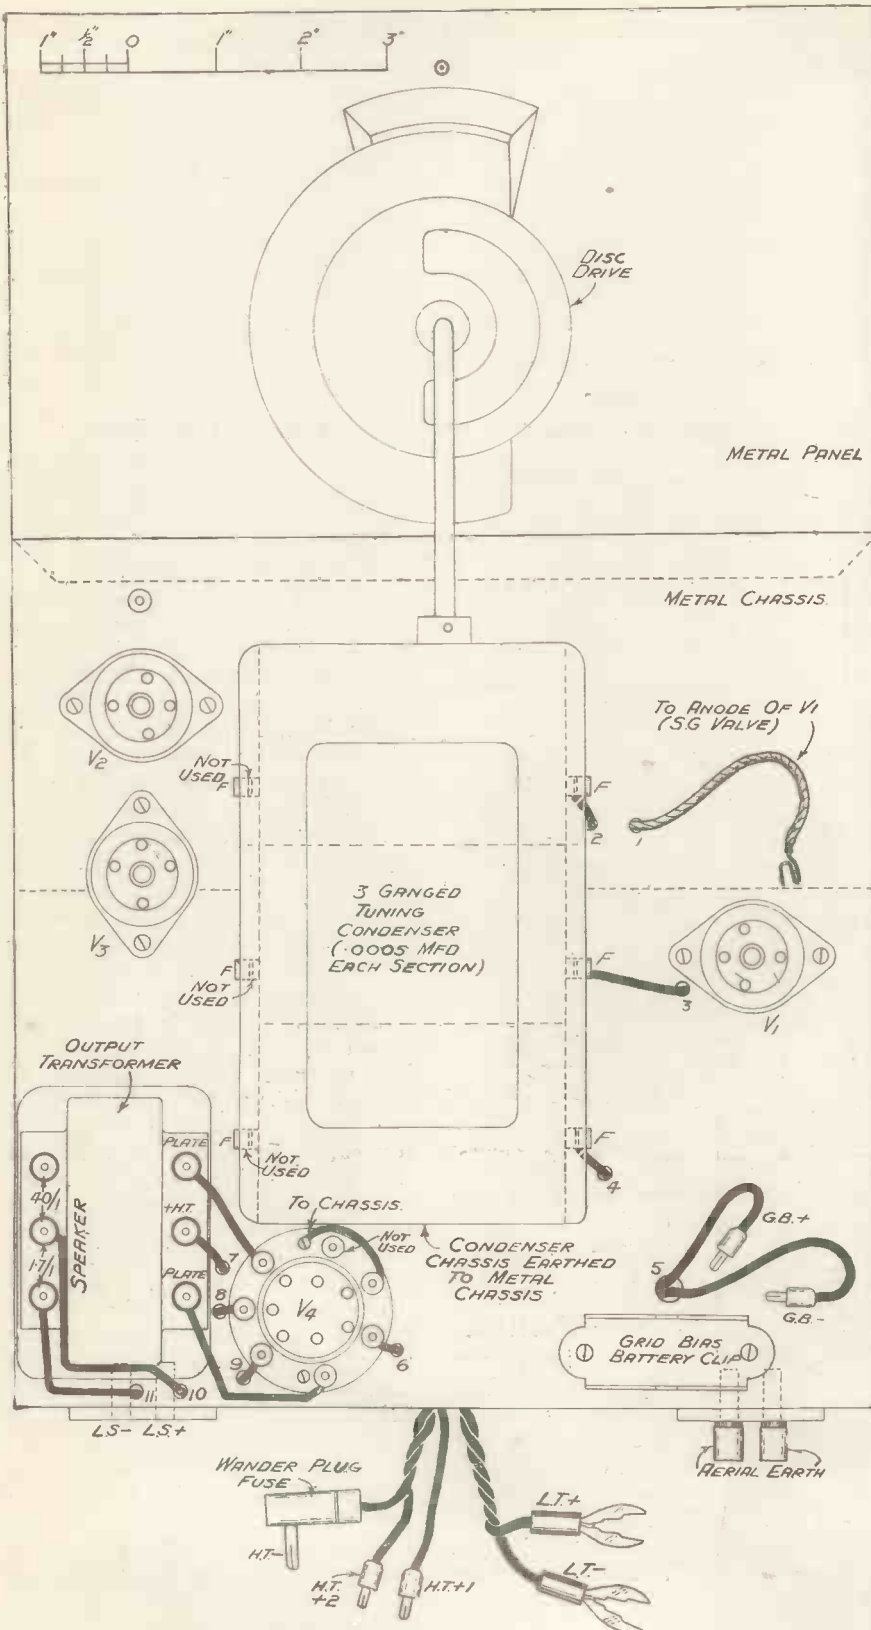 1" ½" 0 1" 2" 3"
DISC
DRIVE
METAL PANEL
METAL CHASSIS.
TO ANODE OF V1
(S.G VALVE)
V2
NOT
USED
F
F
2
1
V3
3 GANGED
TUNING
CONDENSER
(.0005 MFD
EACH SECTION)
F
NOT
USED
F
3
V1
OUTPUT
TRANSFORMER
PLATE
F
NOT
USED
F
4
40/1
SPEAKER
+H.T.
1·7/1
PLATE
TO CHASSIS.
NOT
USED
7
8
V4
9
6
CONDENSER
CHASSIS EARTHED
TO METAL
CHASSIS
G.B.+
5
G.B.-
GRID BIAS
BATTERY CLIP
11
10
L.S- L.S.+
AERIAL EARTH
WANDER PLUG
FUSE
H.T-
H.T.
+2
H.T.+1
L.T.+
L.T.-